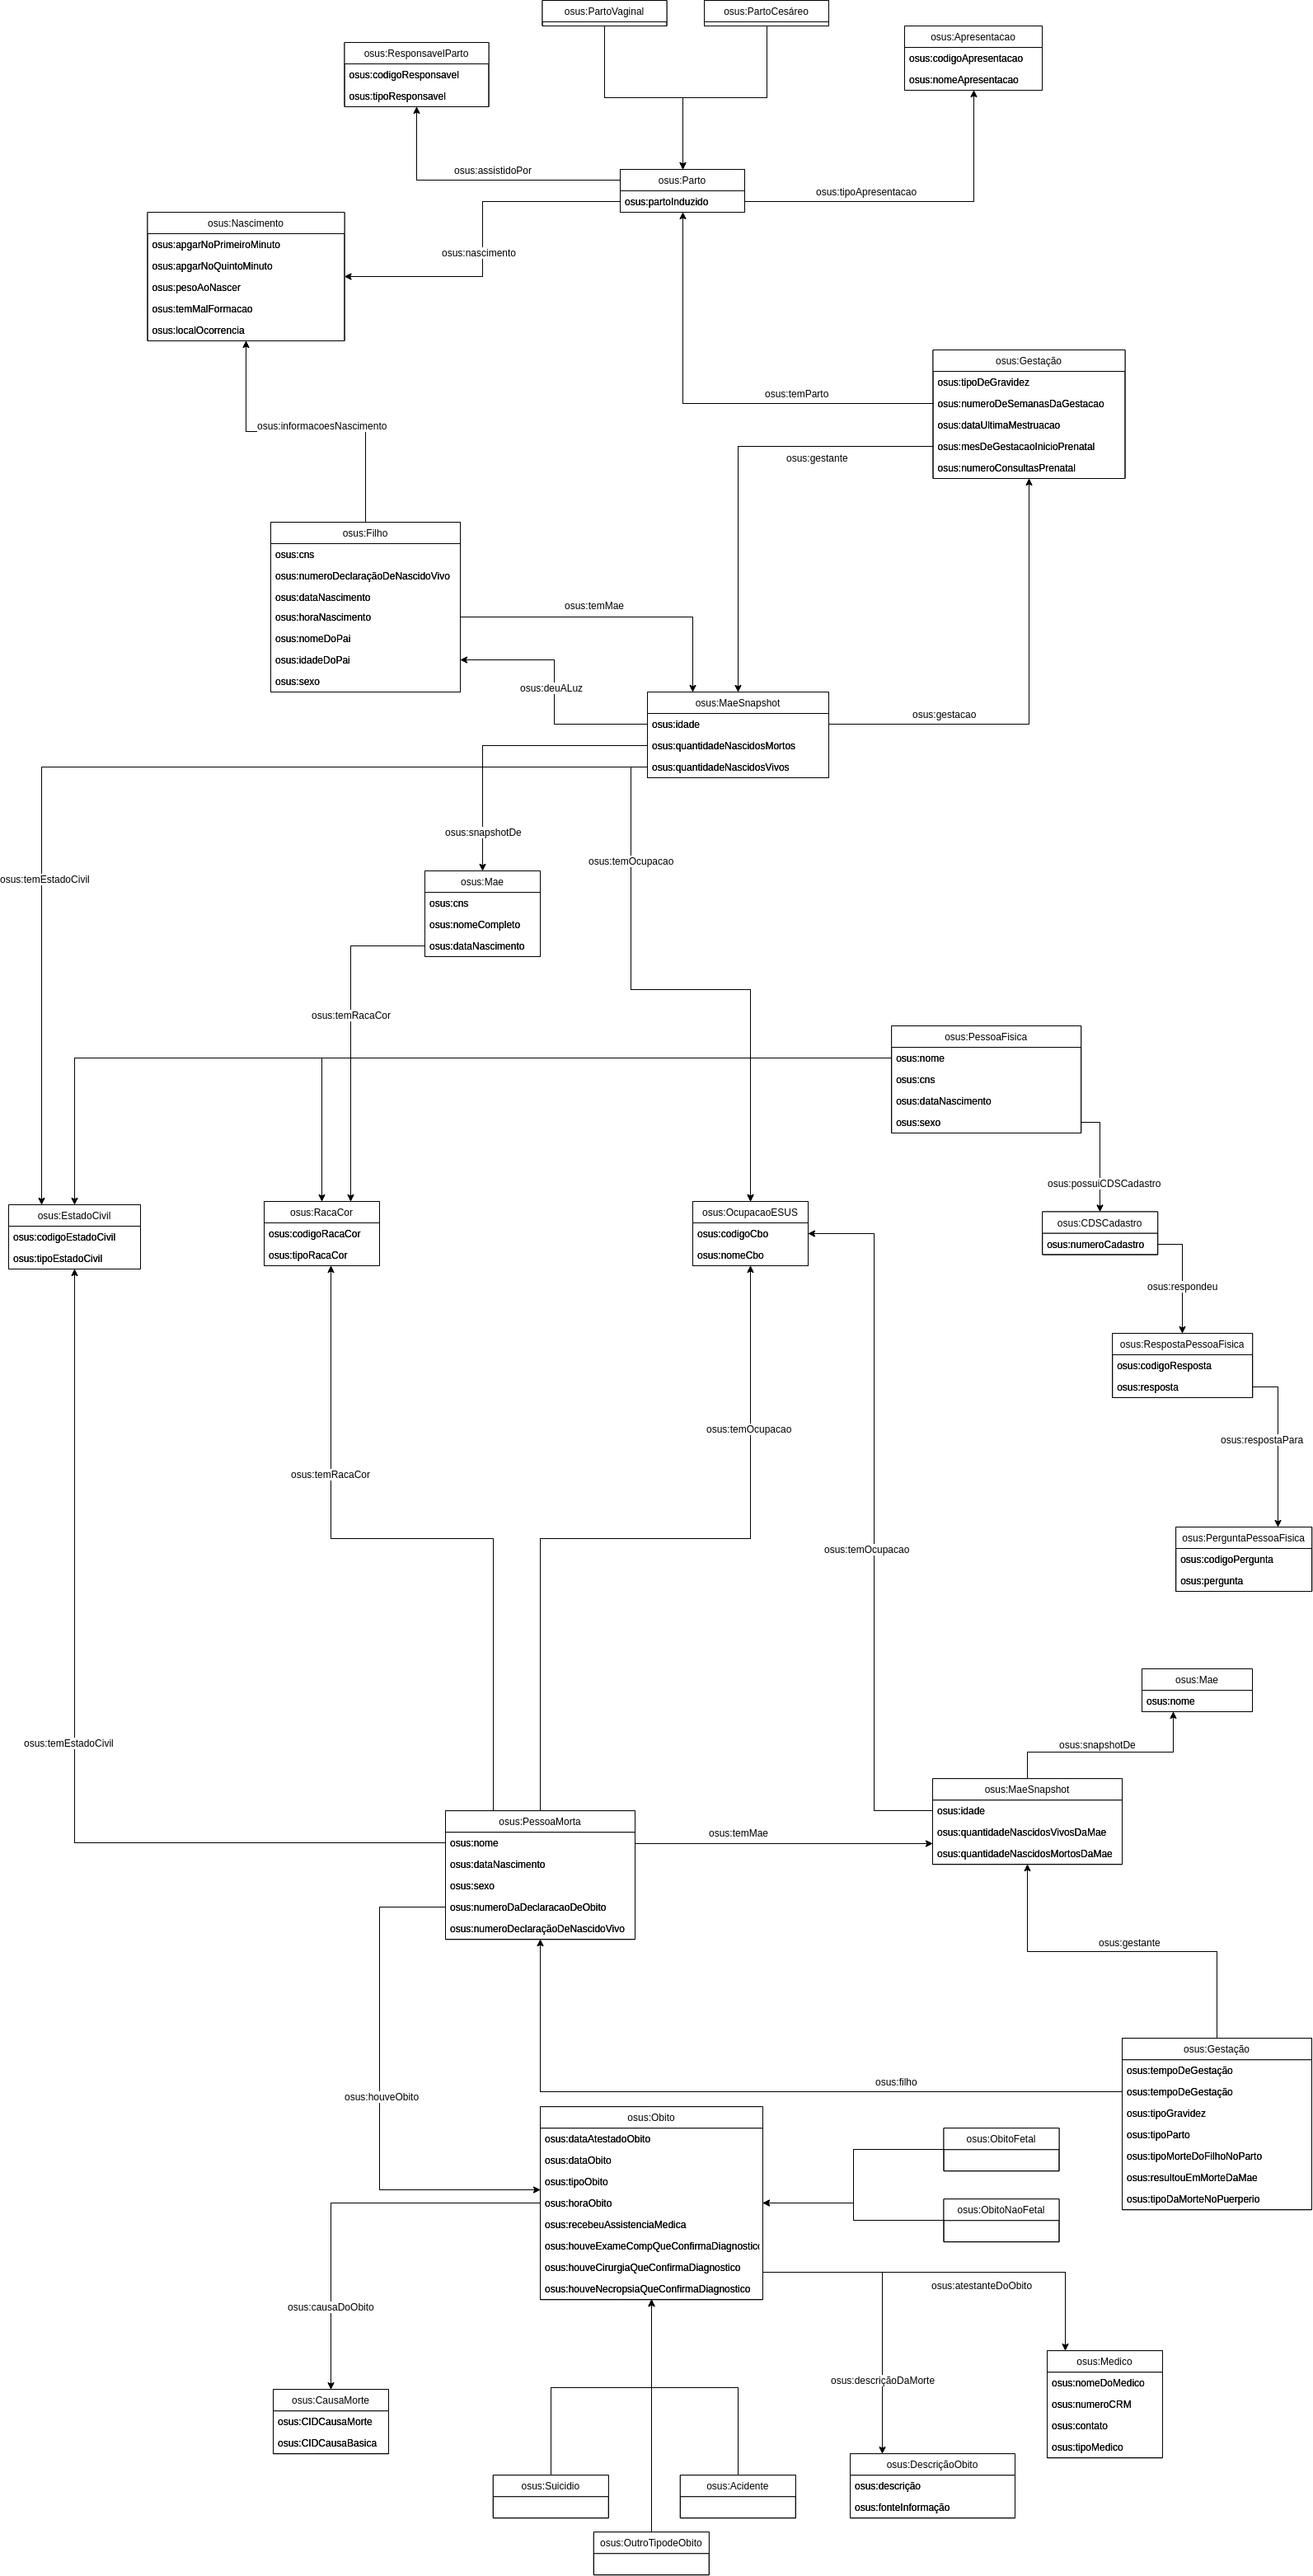 osus:PartoVaginal
osus:PartoCesáreo
osus:Apresentacao
osus:codigoApresentacao
osus:nomeApresentacao
osus:ResponsavelParto
osus:codigoResponsavel
osus:tipoResponsavel
osus:assistidoPor
osus:Parto
osus:partoInduzido
osus:tipoApresentacao
osus:Nascimento
osus:apgarNoPrimeiroMinuto
osus:apgarNoQuintoMinuto
osus:pesoAoNascer
osus:temMalFormacao
osus:localOcorrencia
osus:nascimento
osus:Gestação
osus:tipoDeGravidez
osus:numeroDeSemanasDaGestacao
osus:dataUltimaMestruacao
osus:mesDeGestacaoInicioPrenatal
osus:numeroConsultasPrenatal
osus:temParto
osus:gestante
osus:informacoesNascimento
osus:Filho
osus:cns
osus:numeroDeclaraçãoDeNascidoVivo
osus:dataNascimento
osus:horaNascimento
osus:nomeDoPai
osus:idadeDoPai
osus:sexo
osus:temMae
osus:deuALuz
osus:MaeSnapshot
osus:idade
osus:quantidadeNascidosMortos
osus:quantidadeNascidosVivos
osus:gestacao
osus:snapshotDe
osus:temOcupacao
osus:temEstadoCivil
osus:Mae
osus:cns
osus:nomeCompleto
osus:dataNascimento
osus:temRacaCor
osus:PessoaFisica
osus:nome
osus:cns
osus:dataNascimento
osus:sexo
osus:possuiCDSCadastro
osus:EstadoCivil
osus:codigoEstadoCivil
osus:tipoEstadoCivil
osus:RacaCor
osus:codigoRacaCor
osus:tipoRacaCor
osus:OcupacaoESUS
osus:codigoCbo
osus:nomeCbo
osus:CDSCadastro
osus:numeroCadastro
osus:respondeu
osus:RespostaPessoaFisica
osus:codigoResposta
osus:resposta
osus:respostaPara
osus:temOcupacao
osus:temRacaCor
osus:PerguntaPessoaFisica
osus:codigoPergunta
osus:pergunta
osus:temOcupacao
osus:Mae
osus:nome
osus:snapshotDe
osus:temEstadoCivil
osus:MaeSnapshot
osus:idade
osus:quantidadeNascidosVivosDaMae
osus:quantidadeNascidosMortosDaMae
osus:PessoaMorta
osus:nome
osus:dataNascimento
osus:sexo
osus:numeroDaDeclaracaoDeObito
osus:numeroDeclaraçãoDeNascidoVivo
osus:temMae
osus:gestante
osus:Gestação
osus:tempoDeGestação
osus:tempoDeGestação
osus:tipoGravidez
osus:tipoParto
osus:tipoMorteDoFilhoNoParto
osus:resultouEmMorteDaMae
osus:tipoDaMorteNoPuerperio
osus:filho
osus:houveObito
osus:Obito
osus:dataAtestadoObito
osus:dataObito
osus:tipoObito
osus:horaObito
osus:recebeuAssistenciaMedica
osus:houveExameCompQueConfirmaDiagnostico
osus:houveCirurgiaQueConfirmaDiagnostico
osus:houveNecropsiaQueConfirmaDiagnostico
osus:ObitoFetal
osus:ObitoNaoFetal
osus:atestanteDoObito
osus:causaDoObito
osus:descriçãoDaMorte
osus:Medico
osus:nomeDoMedico
osus:numeroCRM
osus:contato
osus:tipoMedico
osus:CausaMorte
osus:CIDCausaMorte
osus:CIDCausaBasica
osus:DescriçãoObito
osus:descrição
osus:fonteInformação
osus:Suicidio
osus:Acidente
osus:OutroTipodeObito